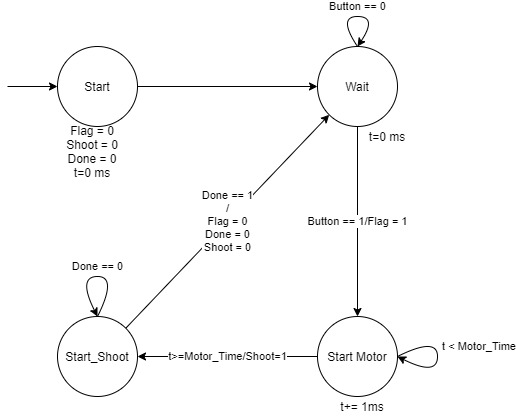 Button == 0
Start
Wait
Flag = 0
Shoot = 0
Done = 0
t=0 ms
t=0 ms
Done == 1
/
Flag = 0
Done = 0
Shoot = 0
Button == 1/Flag = 1
Done == 0
Start_Shoot
t>=Motor_Time/Shoot=1
Start Motor
t < Motor_Time
t+= 1ms